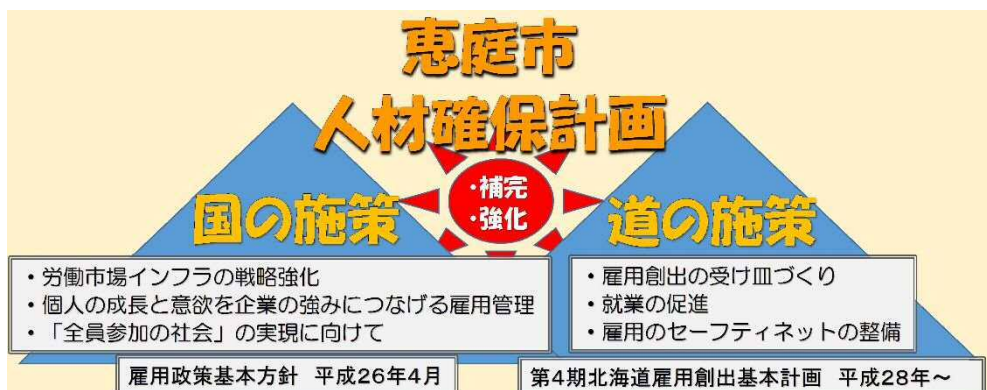 恵庭市
人材確保計画
・補完
・強化
国の施策
・労働市場インフラの戦略強化
・個人の成長と意欲を企業の強みにつなげる雇用管理
・「全員参加の社会」の実現に向けて
雇用政策基本方針 平成26年4月
道の施策
・雇用創出の受け皿づくり
・就業の促進
・雇用のセーフティネットの整備
第4期北海道雇用創出基本計画 平成28年~